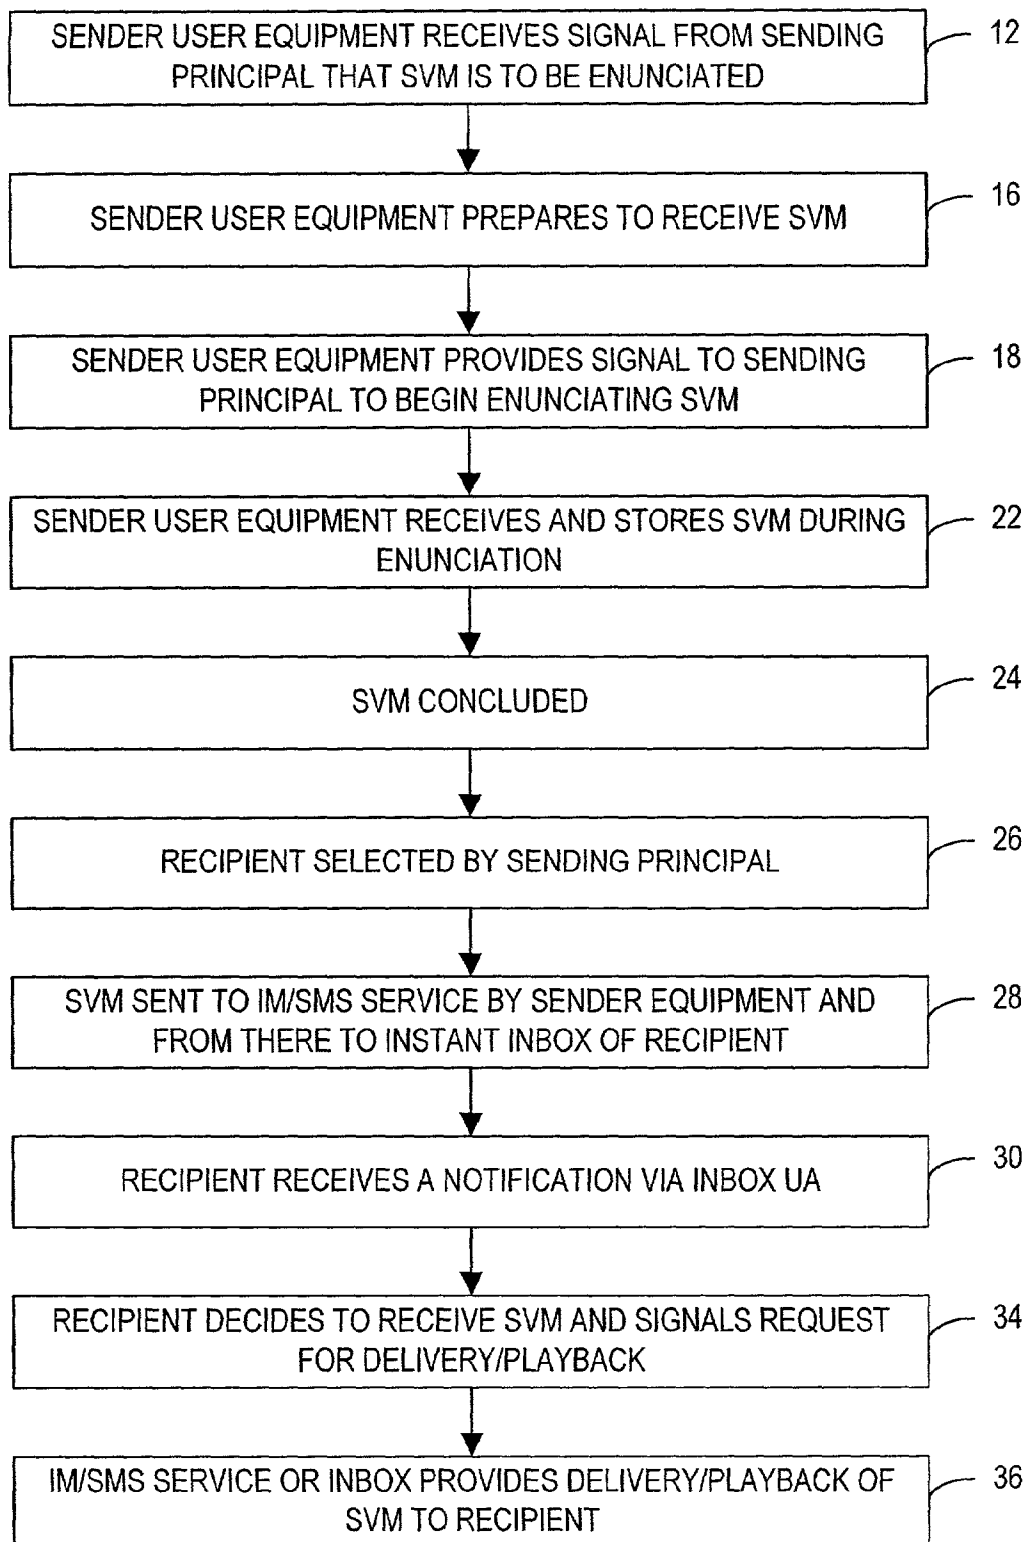 SENDER USER EQUIPMENT RECEIVES SIGNAL FROM SENDING
PRINCIPAL THAT SVM IS TO BE ENUNCIATED
12
SENDER USER EQUIPMENT PREPARES TO RECEIVE SVM
16
SENDER USER EQUIPMENT PROVIDES SIGNAL TO SENDING
PRINCIPAL TO BEGIN ENUNCIATING SVM
18
SENDER USER EQUIPMENT RECEIVES AND STORES SVM DURING
ENUNCIATION
22
SVM CONCLUDED
24
RECIPIENT SELECTED BY SENDING PRINCIPAL
26
SVM SENT TO IM/SMS SERVICE BY SENDER EQUIPMENT AND
FROM THERE TO INSTANT INBOX OF RECIPIENT
28
RECIPIENT RECEIVES A NOTIFICATION VIA INBOX UA
30
RECIPIENT DECIDES TO RECEIVE SVM AND SIGNALS REQUEST
FOR DELIVERY/PLAYBACK
34
IM/SMS SERVICE OR INBOX PROVIDES DELIVERY/PLAYBACK OF
SVM TO RECIPIENT
36